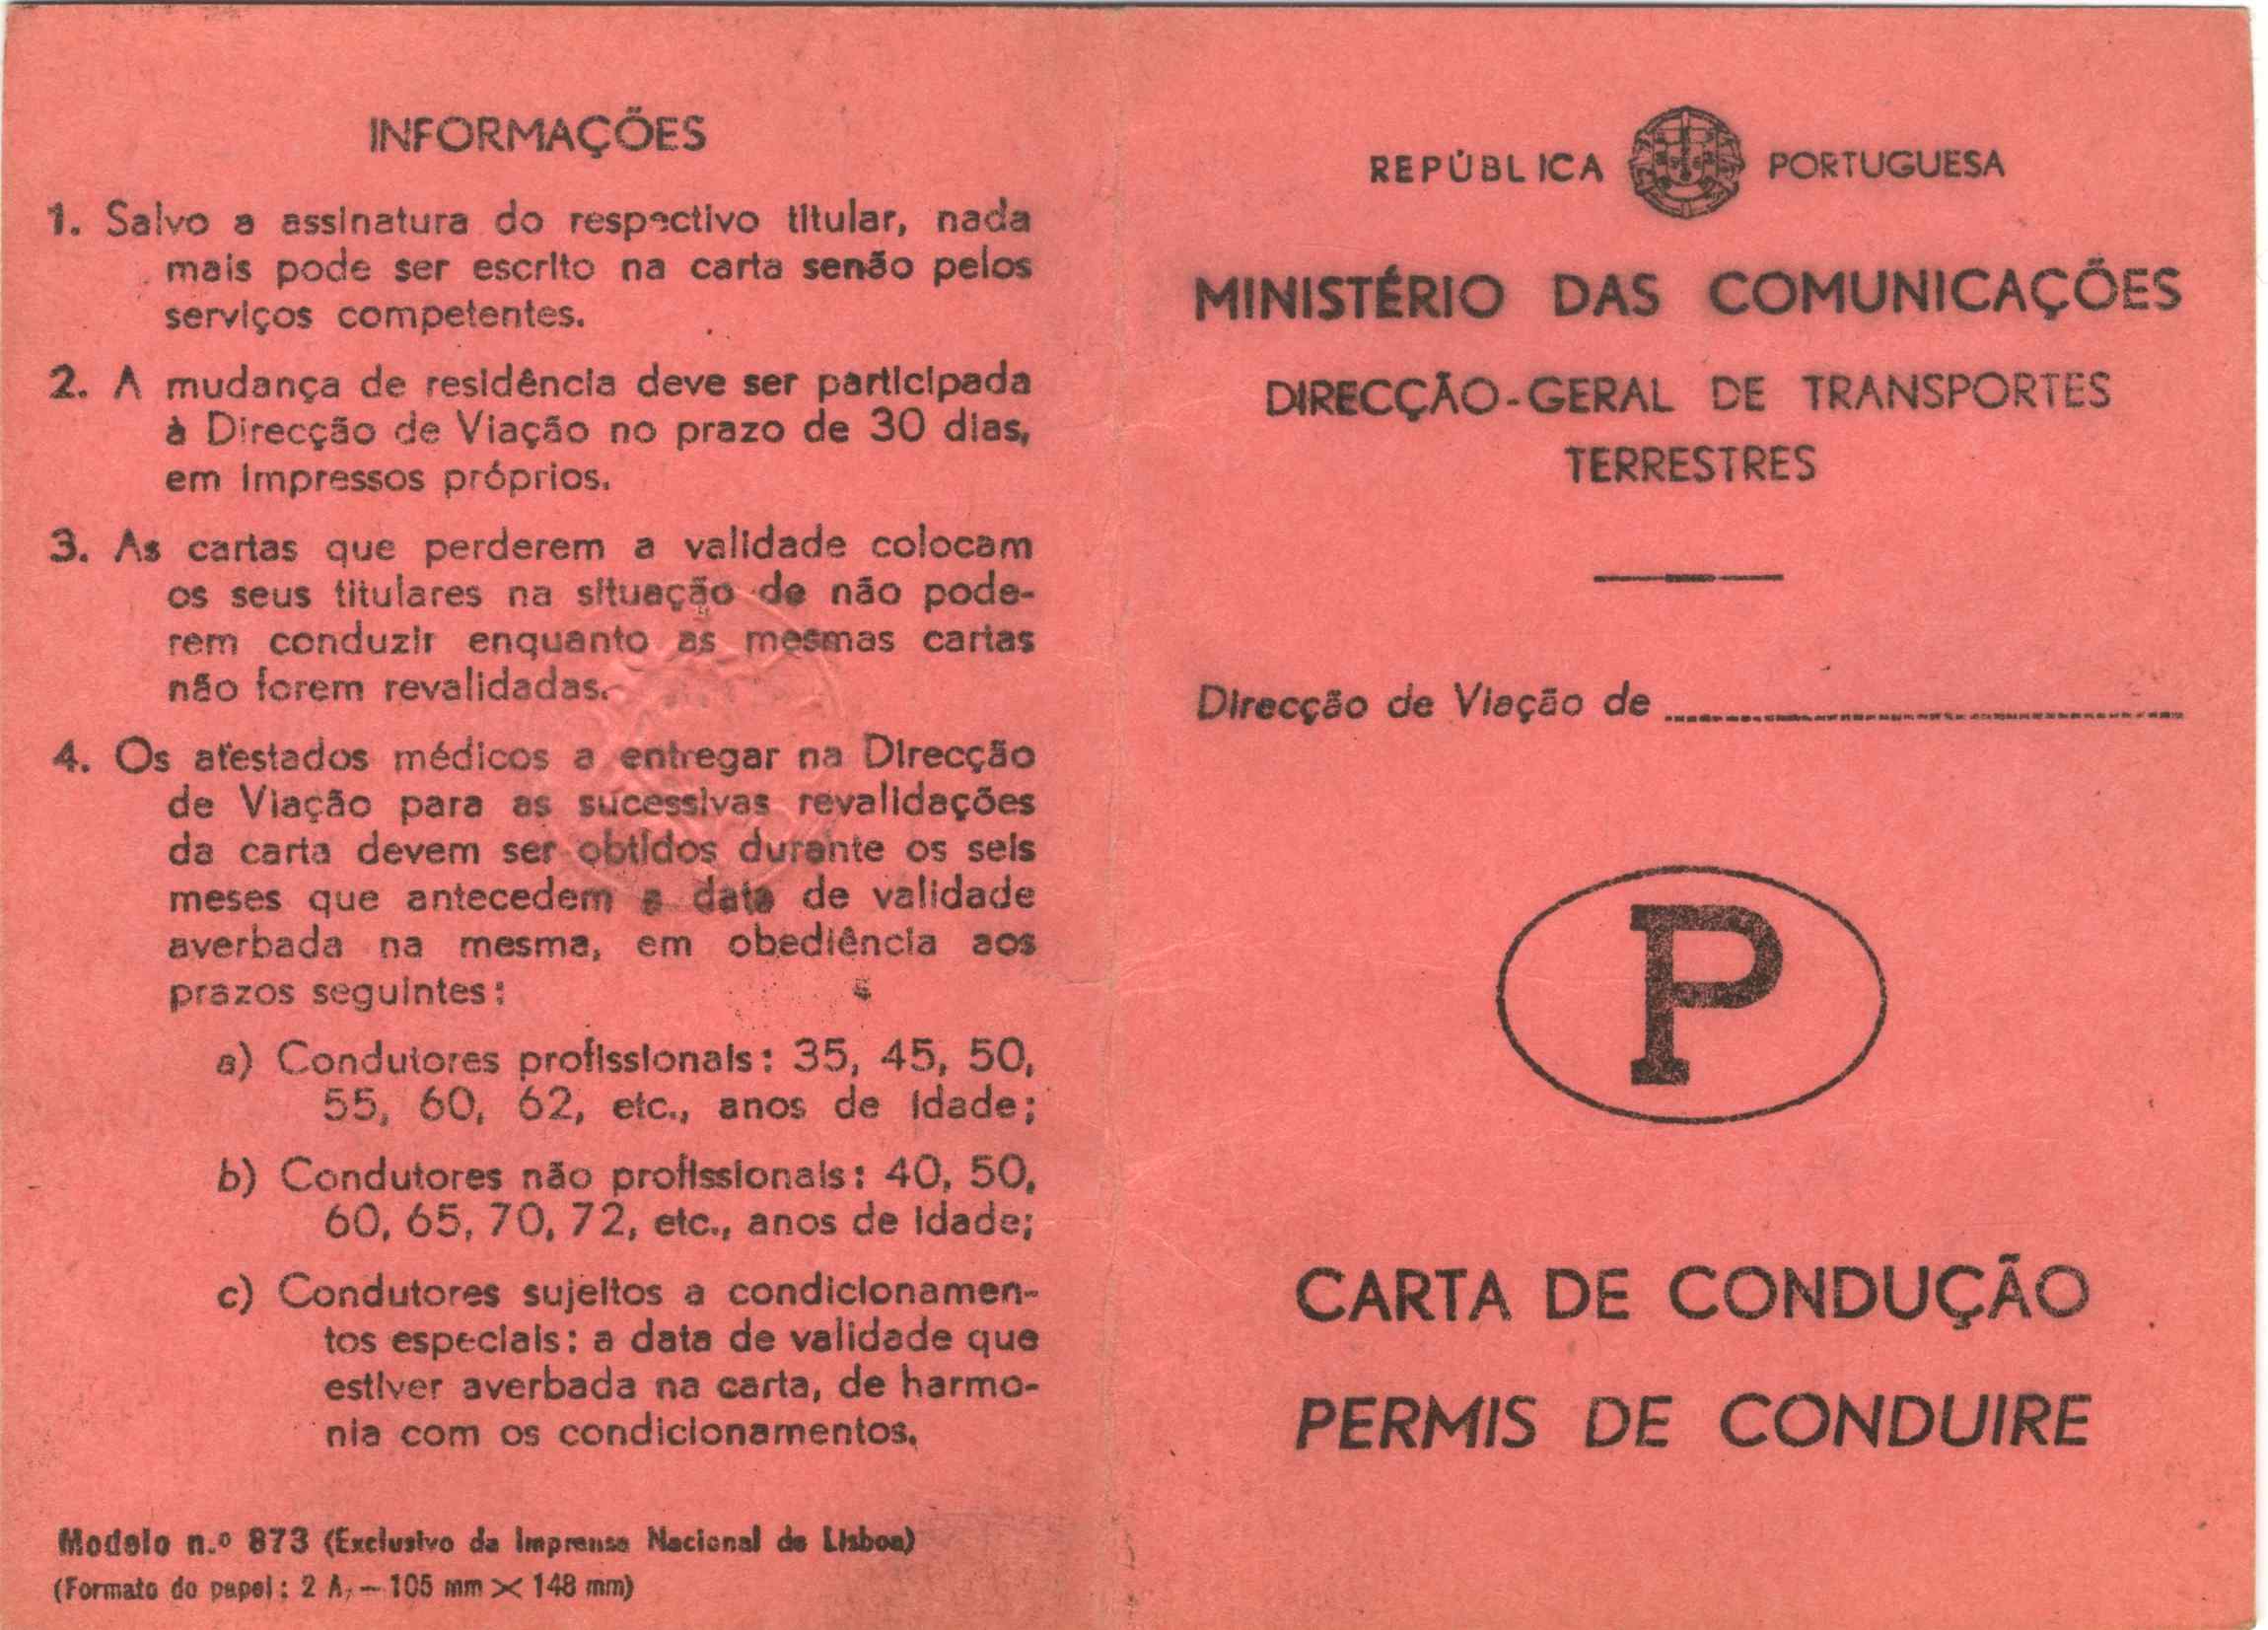 INFORMAÇÕES
1. Salvo a assinatura do respectivo titular, nada
mais pode ser escrito na carta senão pelos
serviços competentes.
2. A mudança de residência deve ser participada
à Direcção de Viação no prazo de 30 dias,
em impressos próprios.
3. As cartas que perderem a validade colocam
os seus titulares na situação de não pode-
rem conduzir enquanto as mesmas cartas
não forem revalidadas.
4. Os atestados médicos a entregar na Direcção
de Viação para as sucessivas revalidações
da carta devem ser obtidos durante os seis
meses que antecedem a data de validade
averbada na mesma, em obediência aos
prazos seguintes:
a) Condutores profissionais: 35, 45, 50,
55, 60, 62, etc., anos de idade;
b) Condutores não profissionais: 40, 50,
60, 65, 70, 72, etc., anos de idade;
c) Condutores sujeitos a condicionamen-
tos especiais: a data de validade que
estiver averbada na carta, de harmo-
nia com os condicionamentos.
Modelo n.º 873 (Exclusivo da Imprensa Nacional de Lisboa)
(Formato do papel: 2 A7 — 105 mm × 148 mm)
REPÚBLICA PORTUGUESA
MINISTÉRIO DAS COMUNICAÇÕES
DIRECÇÃO-GERAL DE TRANSPORTES
TERRESTRES
Direcção de Viação de
P
CARTA DE CONDUÇÃO
PERMIS DE CONDUIRE